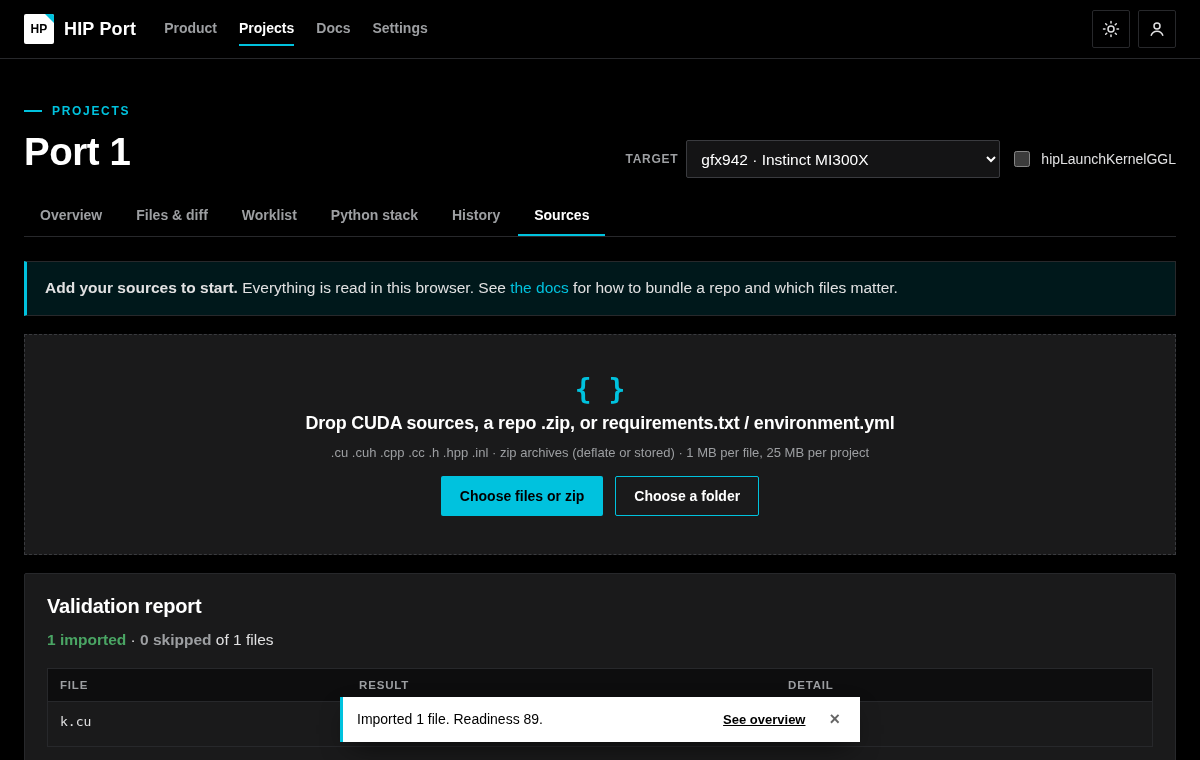 HP HIP Port Product Projects Docs Settings
PROJECTS
Port 1
TARGET gfx942 · Instinct MI300X hipLaunchKernelGGL
Overview Files & diff Worklist Python stack History Sources
Add your sources to start. Everything is read in this browser. See the docs for how to bundle a repo and which files matter.
{ }
Drop CUDA sources, a repo .zip, or requirements.txt / environment.yml
.cu .cuh .cpp .cc .h .hpp .inl · zip archives (deflate or stored) · 1 MB per file, 25 MB per project
Choose files or zip Choose a folder
Validation report
1 imported · 0 skipped of 1 files
FILE RESULT DETAIL
k.cu
Imported 1 file. Readiness 89. See overview ×